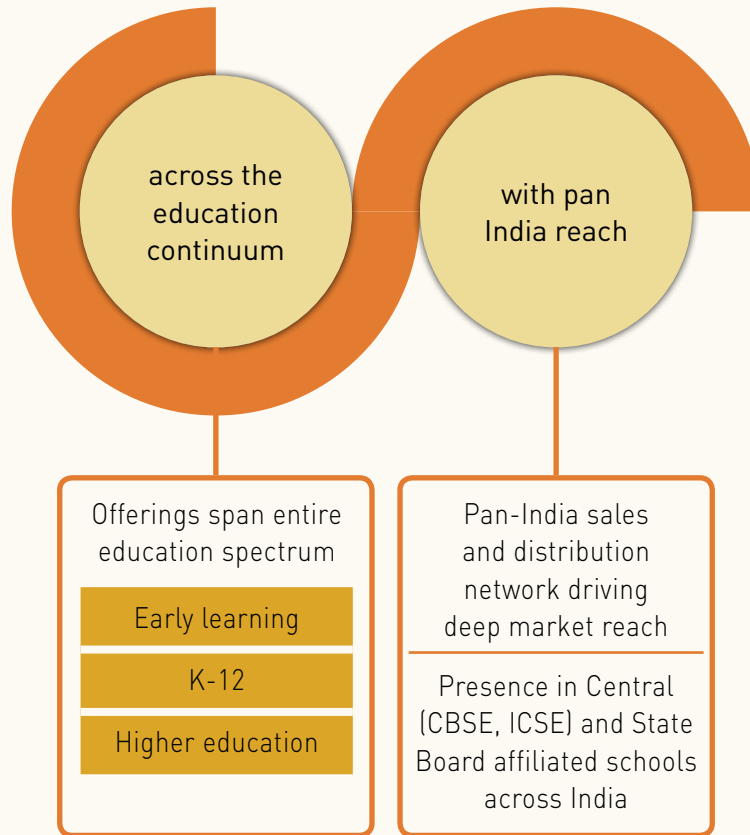 across the
education
continuum
with pan
India reach
Offerings span entire
education spectrum
Early learning
K-12
Higher education
Pan-India sales
and distribution
network driving
deep market reach
Presence in Central
(CBSE, ICSE) and State
Board affiliated schools
across India